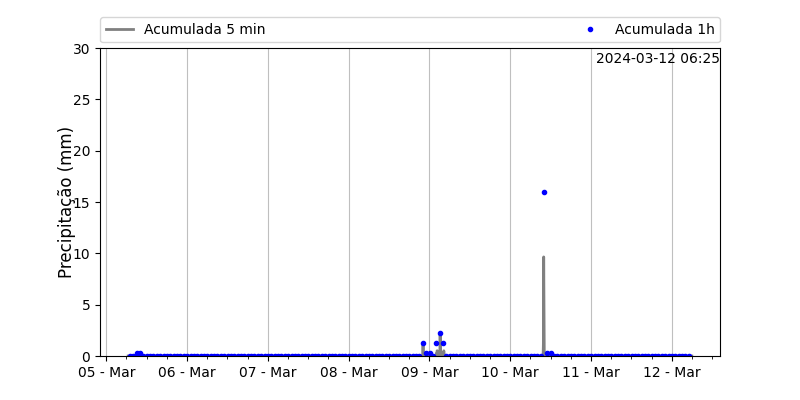 Acumulada 5 min
Acumulada 1h
2024-03-12 06:25
Precipitação (mm)
30
25
20
15
10
5
0
05 - Mar
06 - Mar
07 - Mar
08 - Mar
09 - Mar
10 - Mar
11 - Mar
12 - Mar